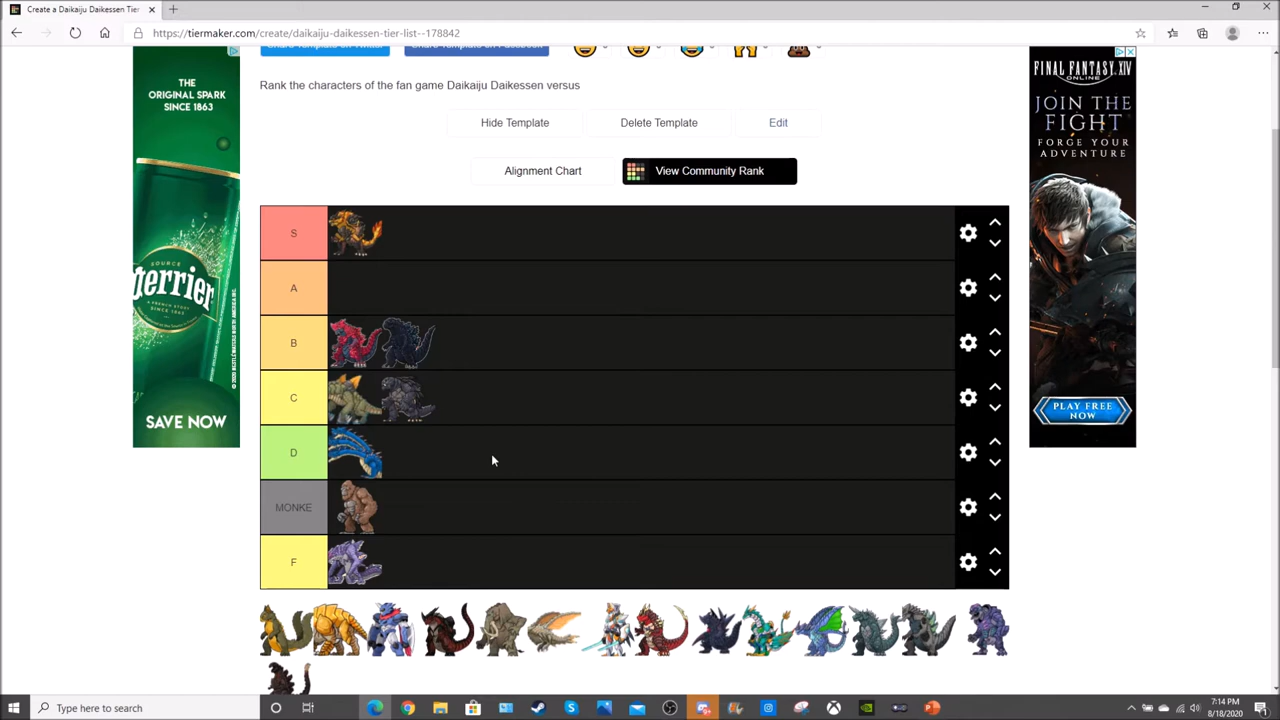 Create a Daikaiju Daikessen Tier
https://tiermaker.com/create/daikaiju-daikessen-tier-list--178842
Rank the characters of the fan game Daikaiju Daikessen versus
Hide Template
Delete Template
Edit
Alignment Chart
View Community Rank
S
A
B
C
D
MONKE
F
THE
ORIGINAL SPARK
SINCE 1863
SOURCE
perrier
SAVE NOW
FINAL FANTASY XIV
ONLINE
JOIN THE
FIGHT
FORGE YOUR
ADVENTURE
PLAY FREE
NOW
Type here to search
7:14 PM
8/18/2020